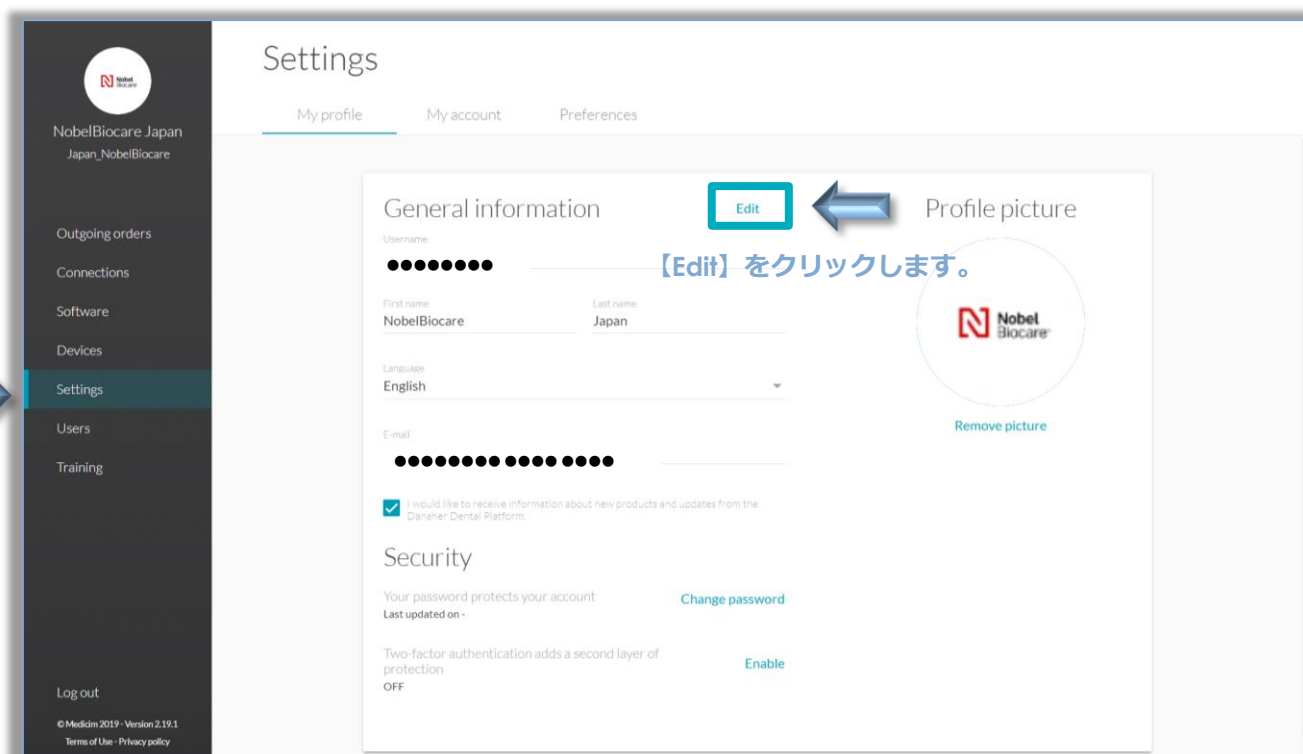 Nobel
Biocare
NobelBiocare Japan
Japan_NobelBiocare
Outgoing orders
Connections
Software
Devices
Settings
Users
Training
Log out
© Medicim 2019 - Version 2.19.1
Terms of Use - Privacy policy
Settings
My profile My account Preferences
General information
Edit
【Edit】をクリックします。
Username
●●●●●●●●
First name Last name
NobelBiocare Japan
Language
English
E-mail
●●●●●●●● ●●●● ●●●●
I would like to receive information about new products and updates from the
Danaher Dental Platform.
Security
Your password protects your account
Change password
Last updated on -
Two-factor authentication adds a second layer of
protection
Enable
OFF
Profile picture
Nobel
Biocare
Remove picture